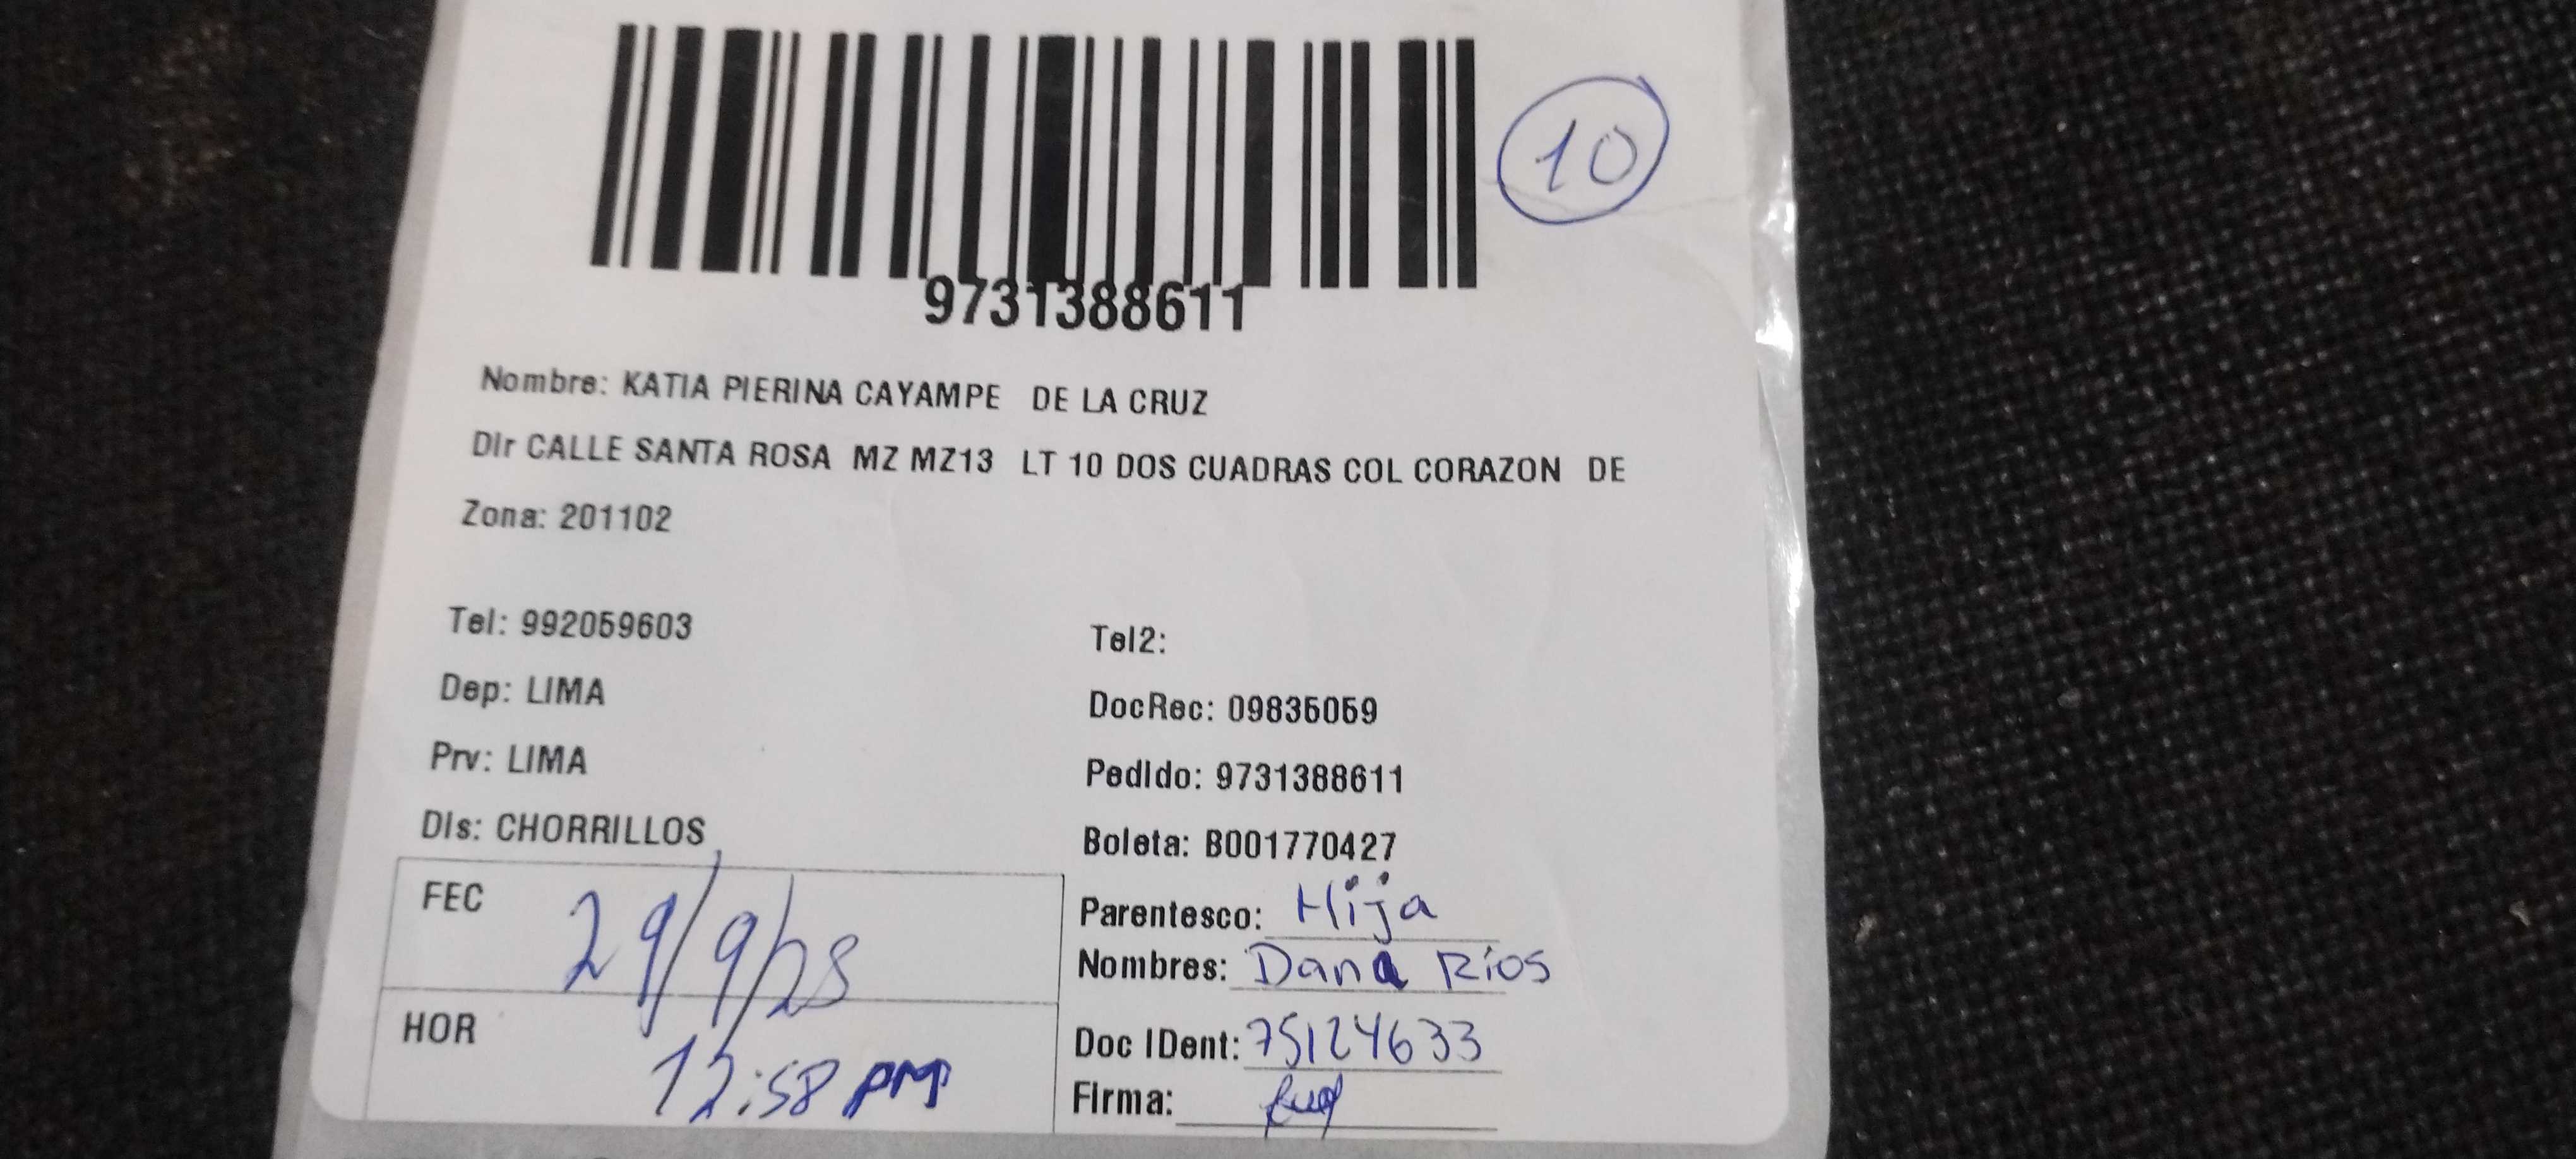 10
9731388611
Nombre: KATIA PIERINA CAYAMPE DE LA CRUZ
Dir CALLE SANTA ROSA MZ MZ13 LT 10 DOS CUADRAS COL CORAZON DE
Zona: 201102
Tel: 992059603
Tel2:
Dep: LIMA
DocRec: 09835059
Prv: LIMA
Pedido: 9731388611
Dis: CHORRILLOS
Boleta: B001770427
FEC 29/9/25
Parentesco: Hija
Nombres: Dana Ríos
HOR 12:58 pm
Doc IDent: 75124633
Firma: